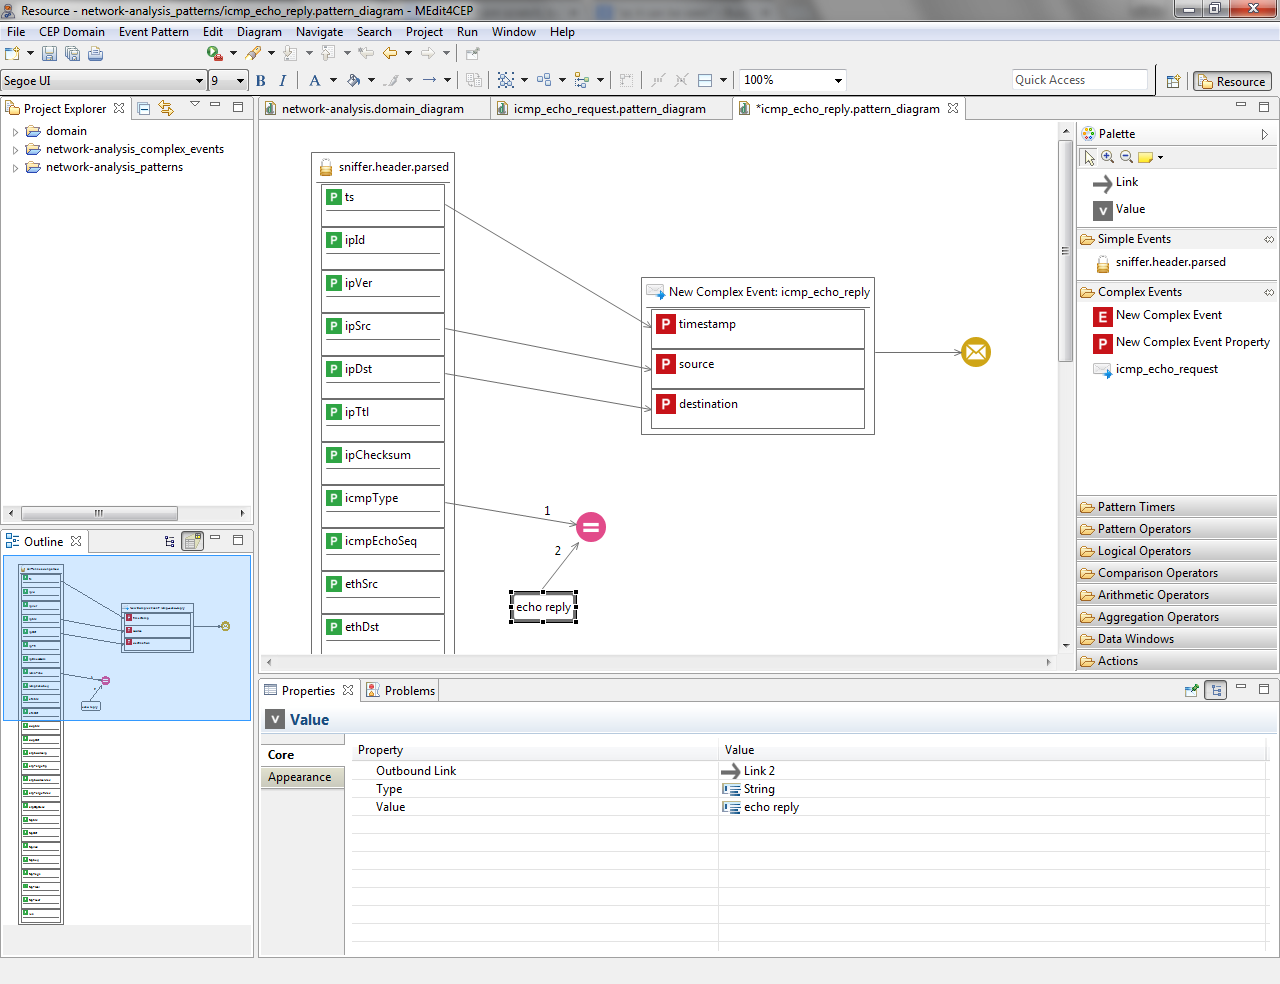 Resource - network-analysis_patterns/icmp_echo_reply.pattern_diagram - MEdit4CEP
File CEP Domain Event Pattern Edit Diagram Navigate Search Project Run Window Help
Segoe UI 9 B I A 100% Quick Access Resource
Project Explorer
domain
network-analysis_complex_events
network-analysis_patterns
Outline
network-analysis.domain_diagram icmp_echo_request.pattern_diagram *icmp_echo_reply.pattern_diagram
sniffer.header.parsed
P ts
P ipId
P ipVer
P ipSrc
P ipDst
P ipTtl
P ipChecksum
P icmpType
P icmpEchoSeq
P ethSrc
P ethDst
New Complex Event: icmp_echo_reply
P timestamp
P source
P destination
1
2
echo reply
Palette
Link
v Value
Simple Events
sniffer.header.parsed
Complex Events
E New Complex Event
P New Complex Event Property
icmp_echo_request
Pattern Timers
Pattern Operators
Logical Operators
Comparison Operators
Arithmetic Operators
Aggregation Operators
Data Windows
Actions
Properties Problems
v Value
Core
Appearance
Property Value
Outbound Link Link 2
Type String
Value echo reply